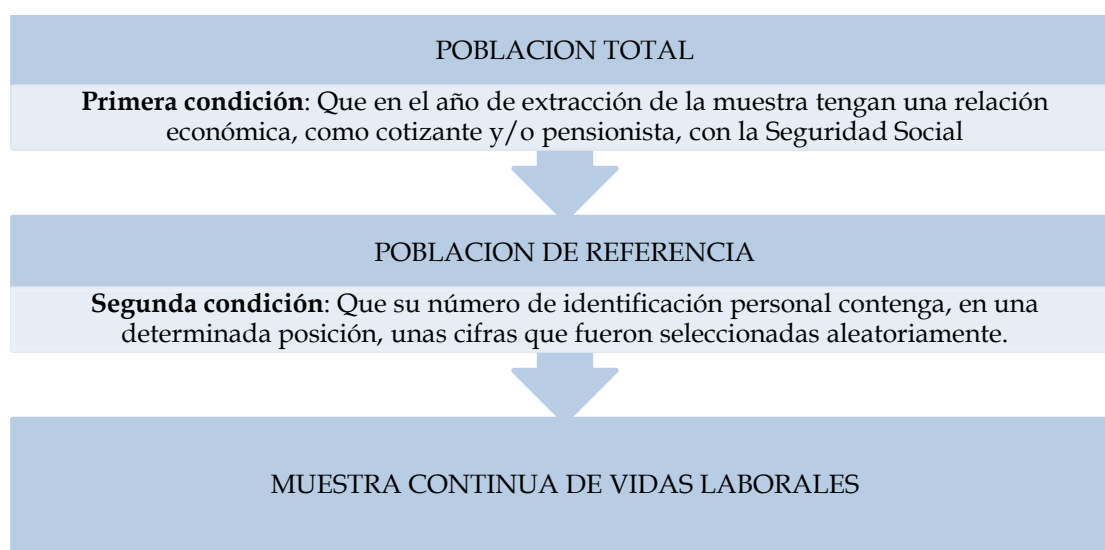 POBLACION TOTAL
Primera condición: Que en el año de extracción de la muestra tengan una relación
económica, como cotizante y/o pensionista, con la Seguridad Social
POBLACION DE REFERENCIA
Segunda condición: Que su número de identificación personal contenga, en una
determinada posición, unas cifras que fueron seleccionadas aleatoriamente.
MUESTRA CONTINUA DE VIDAS LABORALES